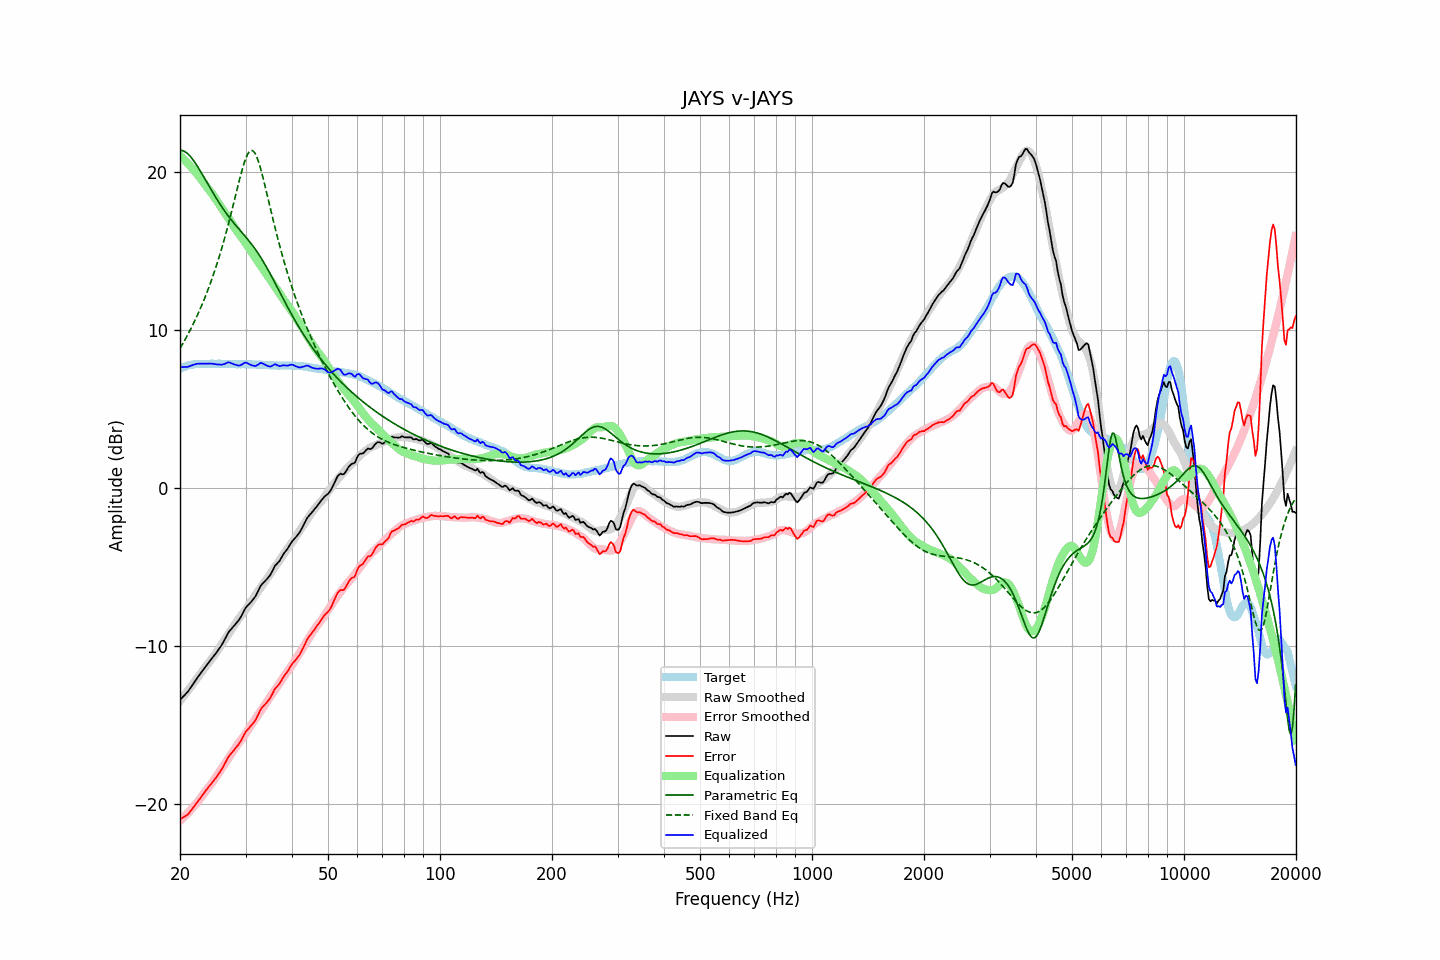 JAYS v-JAYS
Amplitude (dBr)
20
10
0
−10
−20
Target
Raw Smoothed
Error Smoothed
Raw
Error
Equalization
Parametric Eq
Fixed Band Eq
Equalized
20 50 100 200 500 1000 2000 5000 10000 20000
Frequency (Hz)